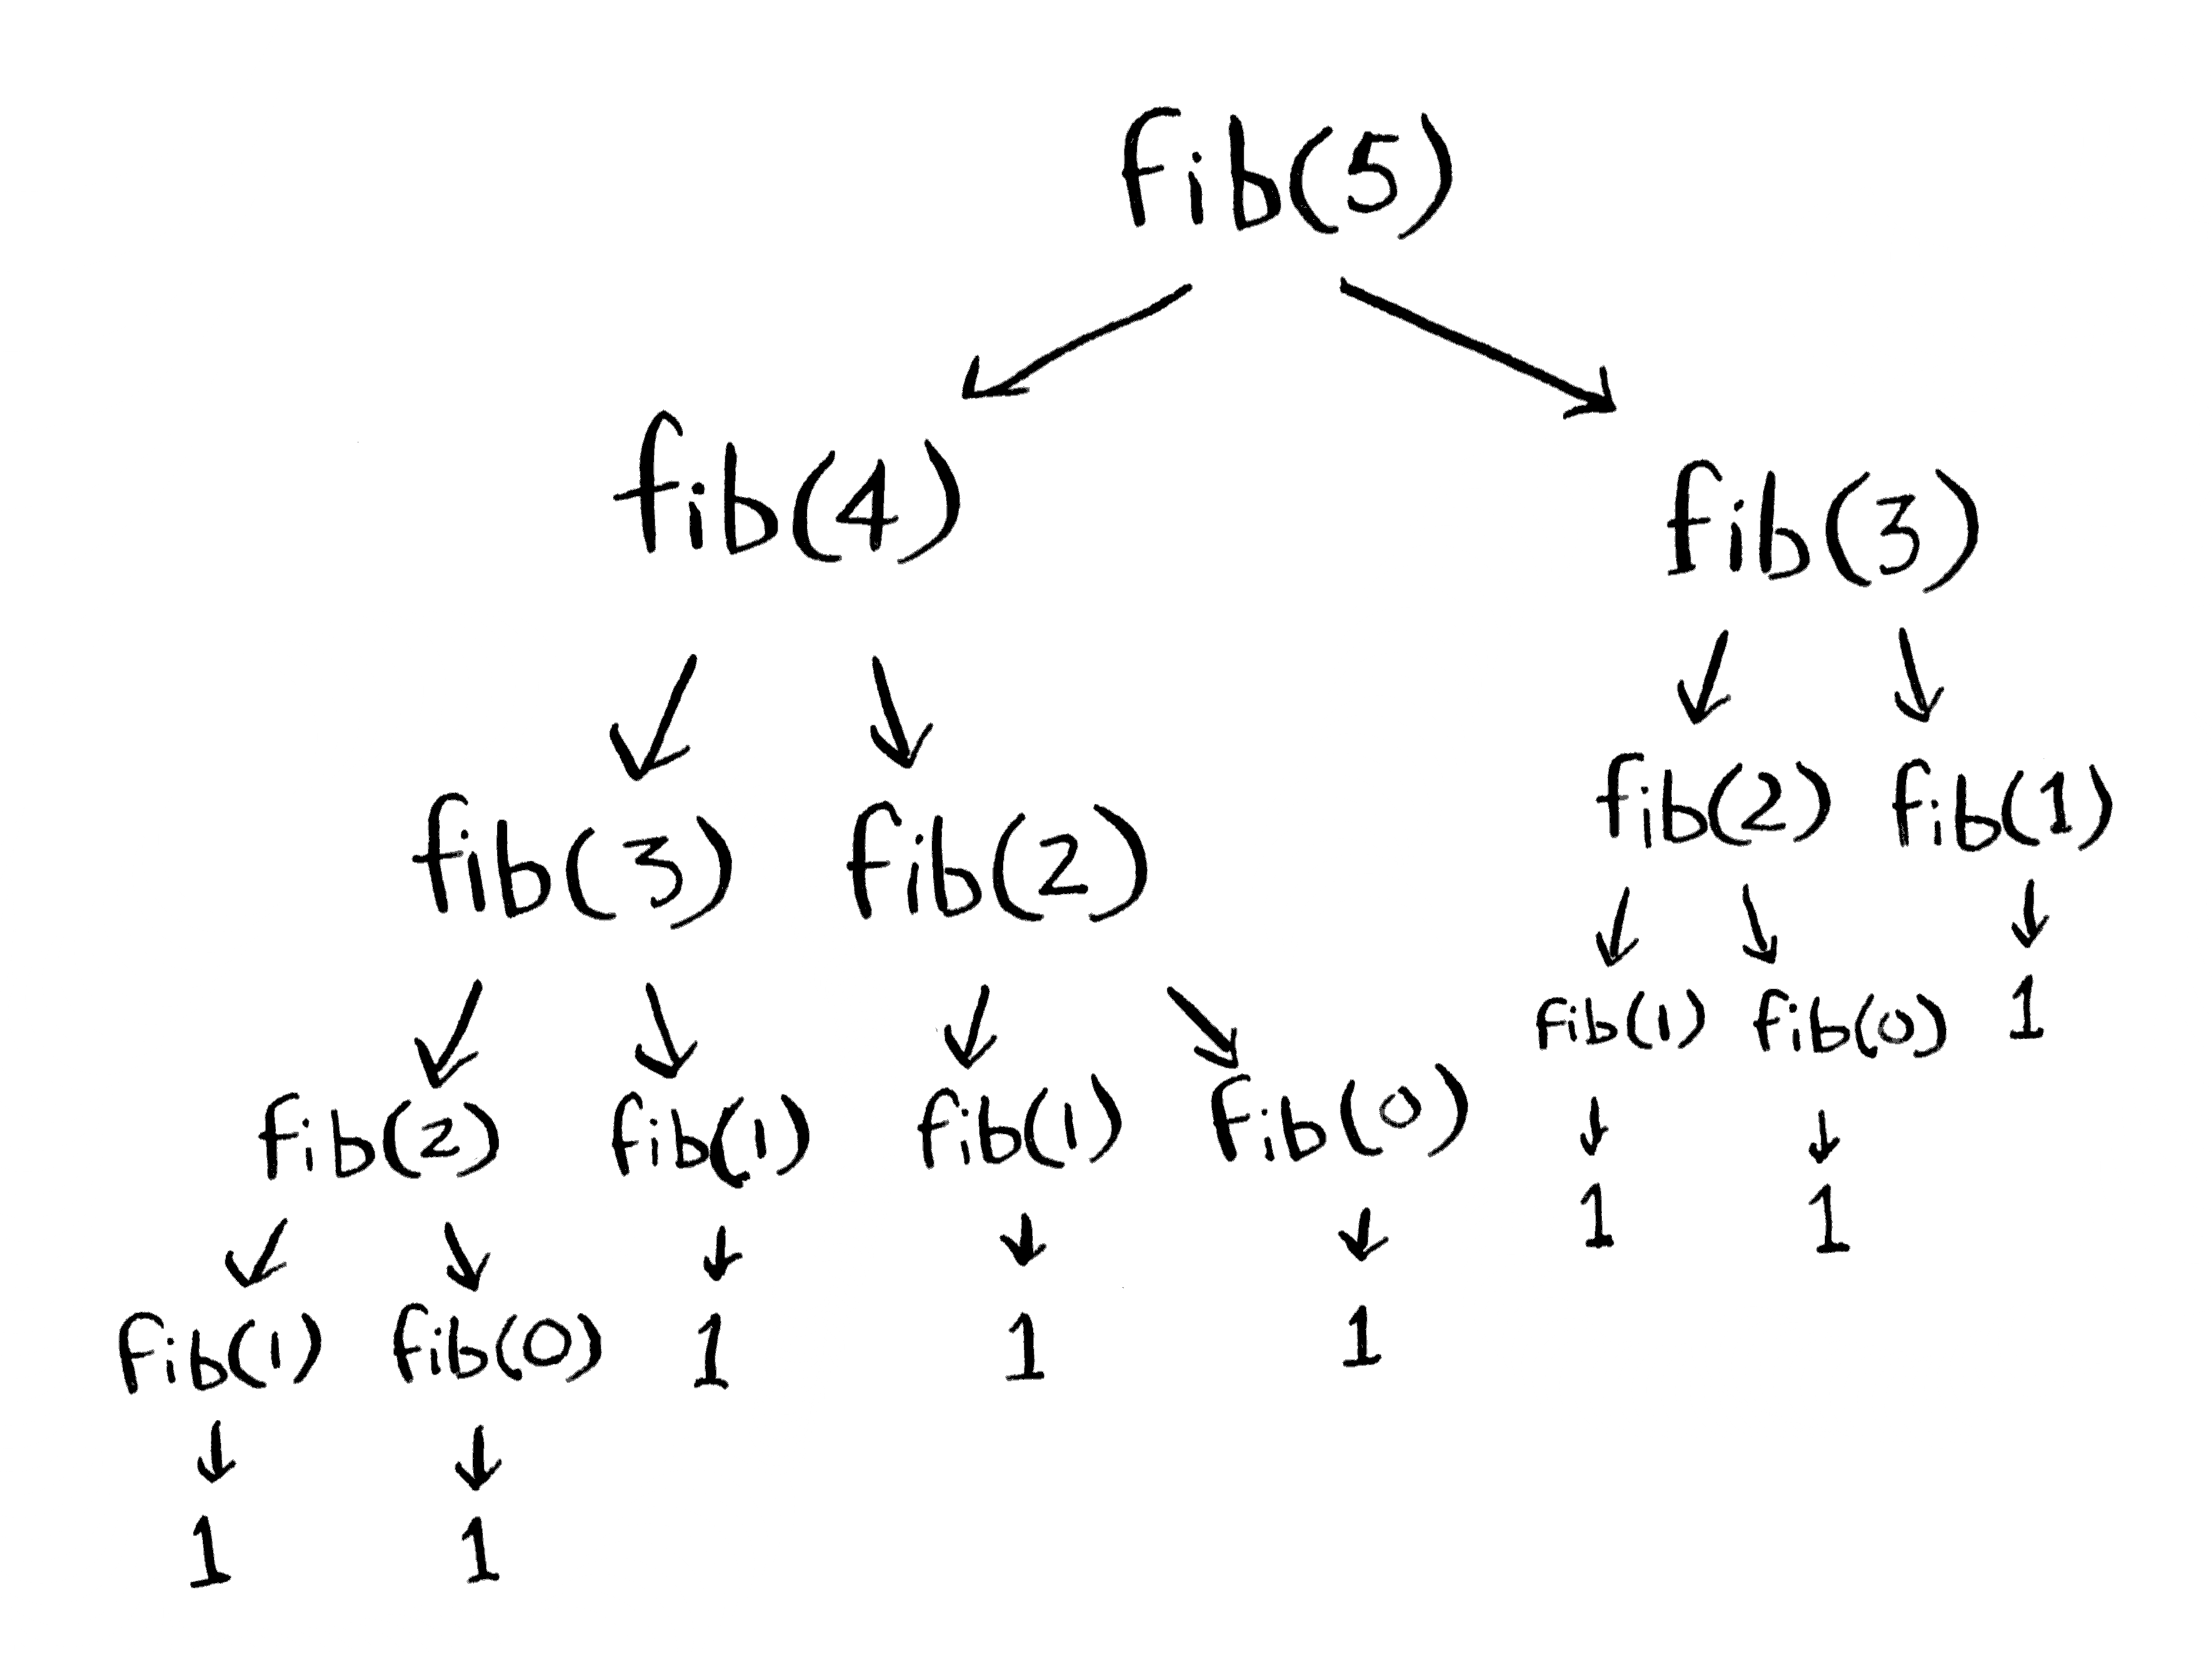 fib(5)
fib(4) fib(3)
fib(3) fib(2) fib(2) fib(1)
fib(2) fib(1) fib(1) fib(0) fib(1) fib(0) 1
fib(1) fib(0) 1 1 1 1 1
1 1